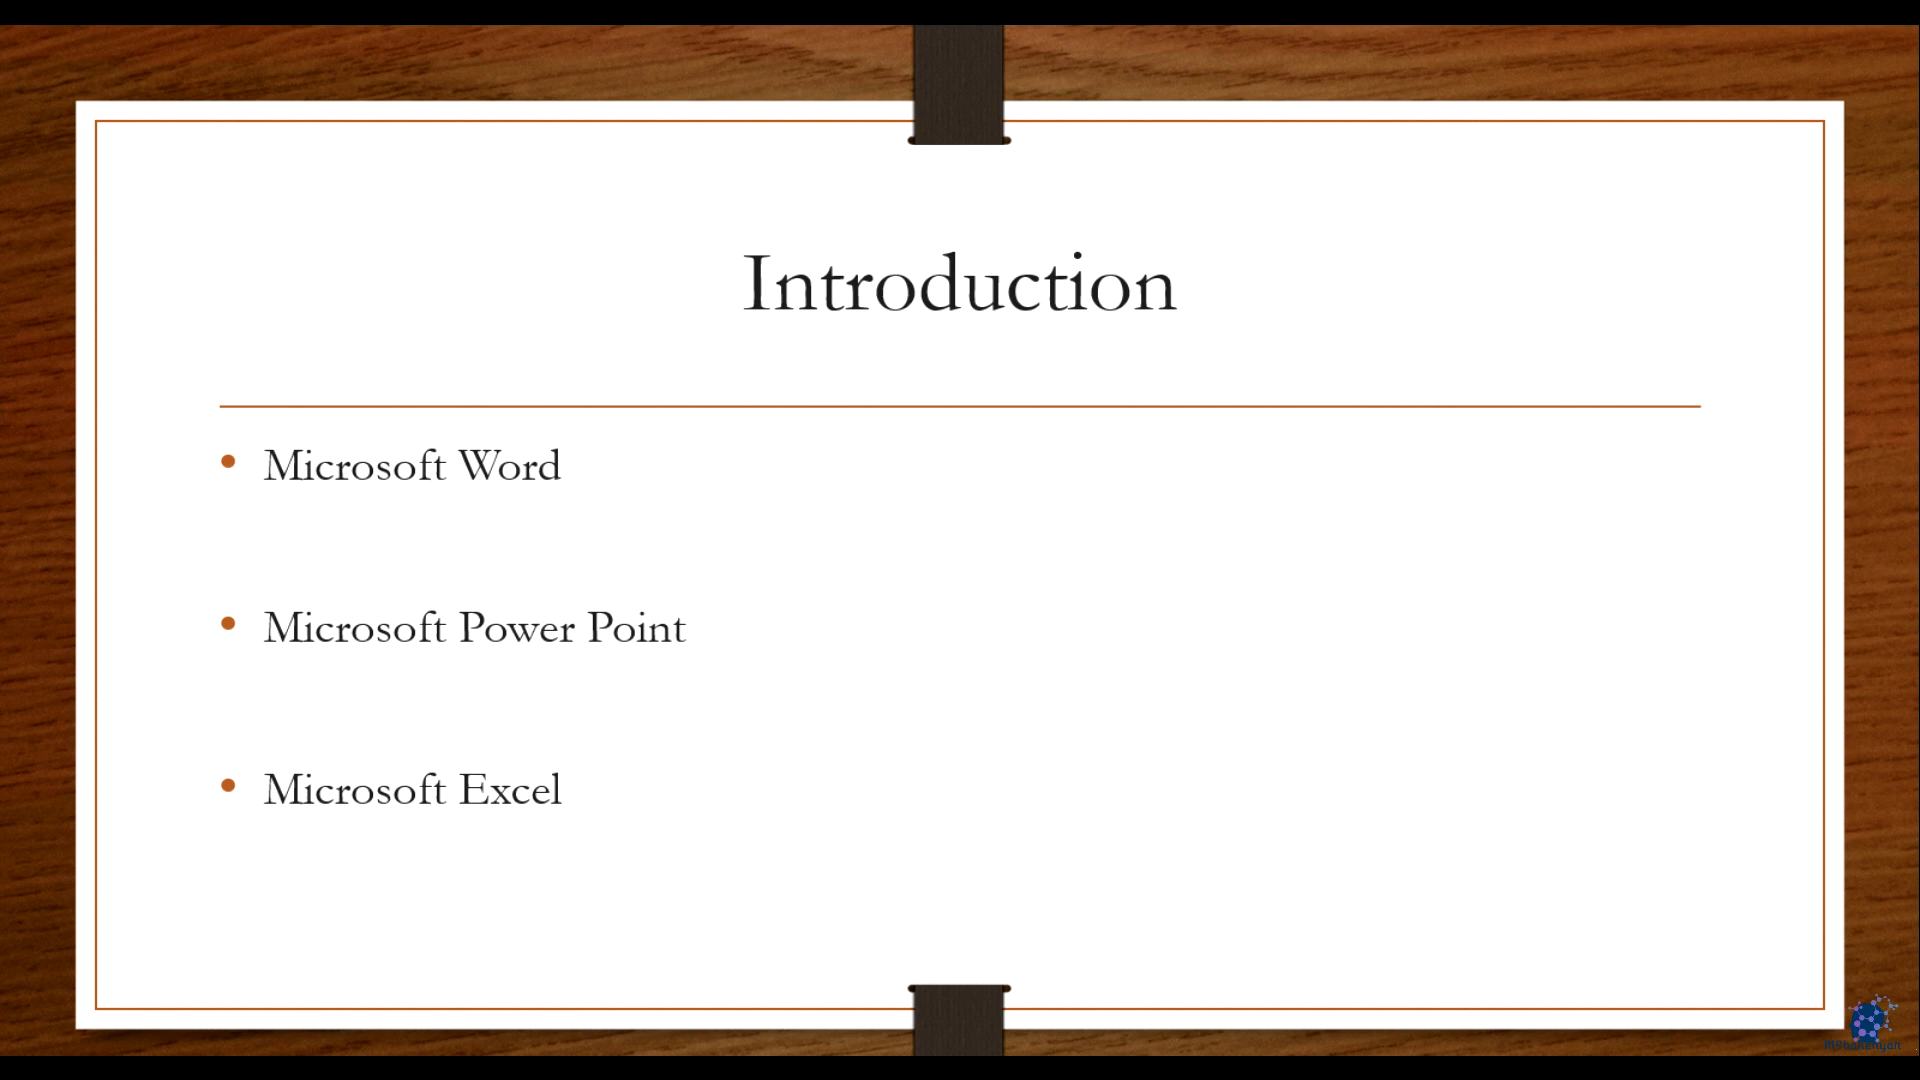 Introduction
• Microsoft Word
• Microsoft Power Point
• Microsoft Excel